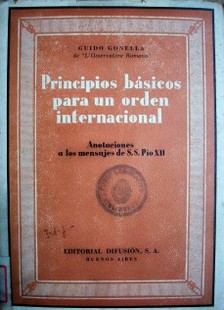 GUIDO GONELLA
de "L'Osservatore Romano"
Principios básicos
para un orden
internacional
Anotaciones
a los mensajes de S.S. Pío XII
EDITORIAL DIFUSIÓN, S. A.
BUENOS AIRES